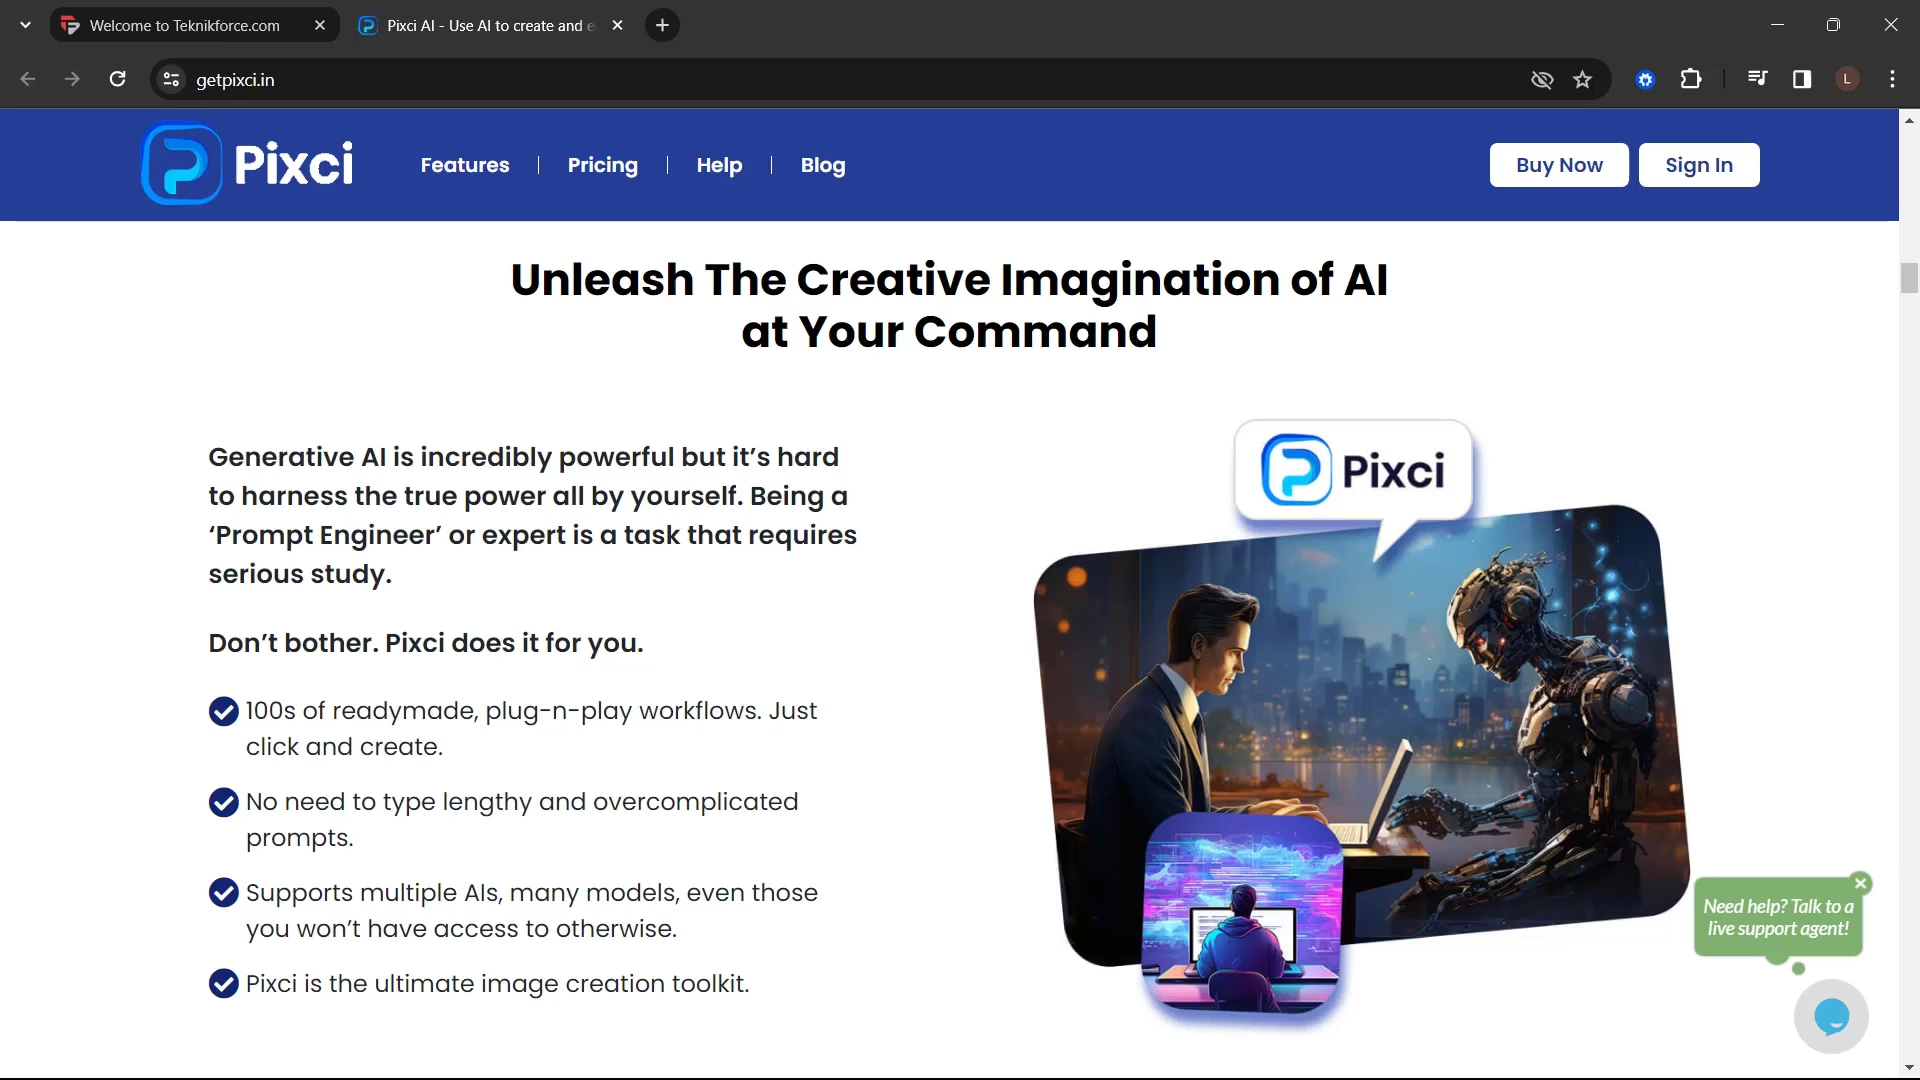 Welcome to Teknikforce.com
Pixci AI - Use AI to create and e
getpixci.in
L
Pixci
Features
Pricing
Help
Blog
Buy Now
Sign In
Unleash The Creative Imagination of AI
at Your Command
Generative AI is incredibly powerful but it’s hard
to harness the true power all by yourself. Being a
‘Prompt Engineer’ or expert is a task that requires
serious study.
Don’t bother. Pixci does it for you.
100s of readymade, plug-n-play workflows. Just
click and create.
No need to type lengthy and overcomplicated
prompts.
Supports multiple AIs, many models, even those
you won’t have access to otherwise.
Pixci is the ultimate image creation toolkit.
Pixci
Need help? Talk to a
live support agent!